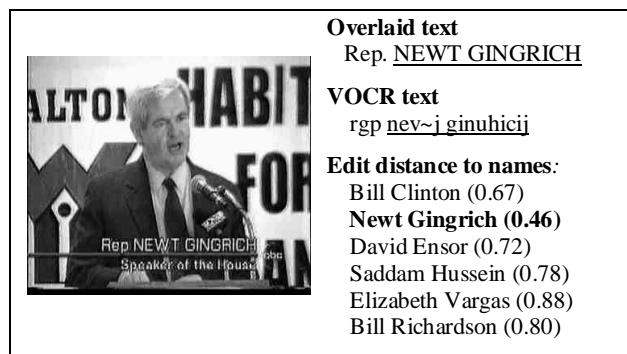 ALTON HABIT
FOR
Rep NEWT GINGRICH
Speaker of the House
abc
Overlaid text
Rep. NEWT GINGRICH
VOCR text
rgp nev~j ginuhicij
Edit distance to names:
Bill Clinton (0.67)
Newt Gingrich (0.46)
David Ensor (0.72)
Saddam Hussein (0.78)
Elizabeth Vargas (0.88)
Bill Richardson (0.80)